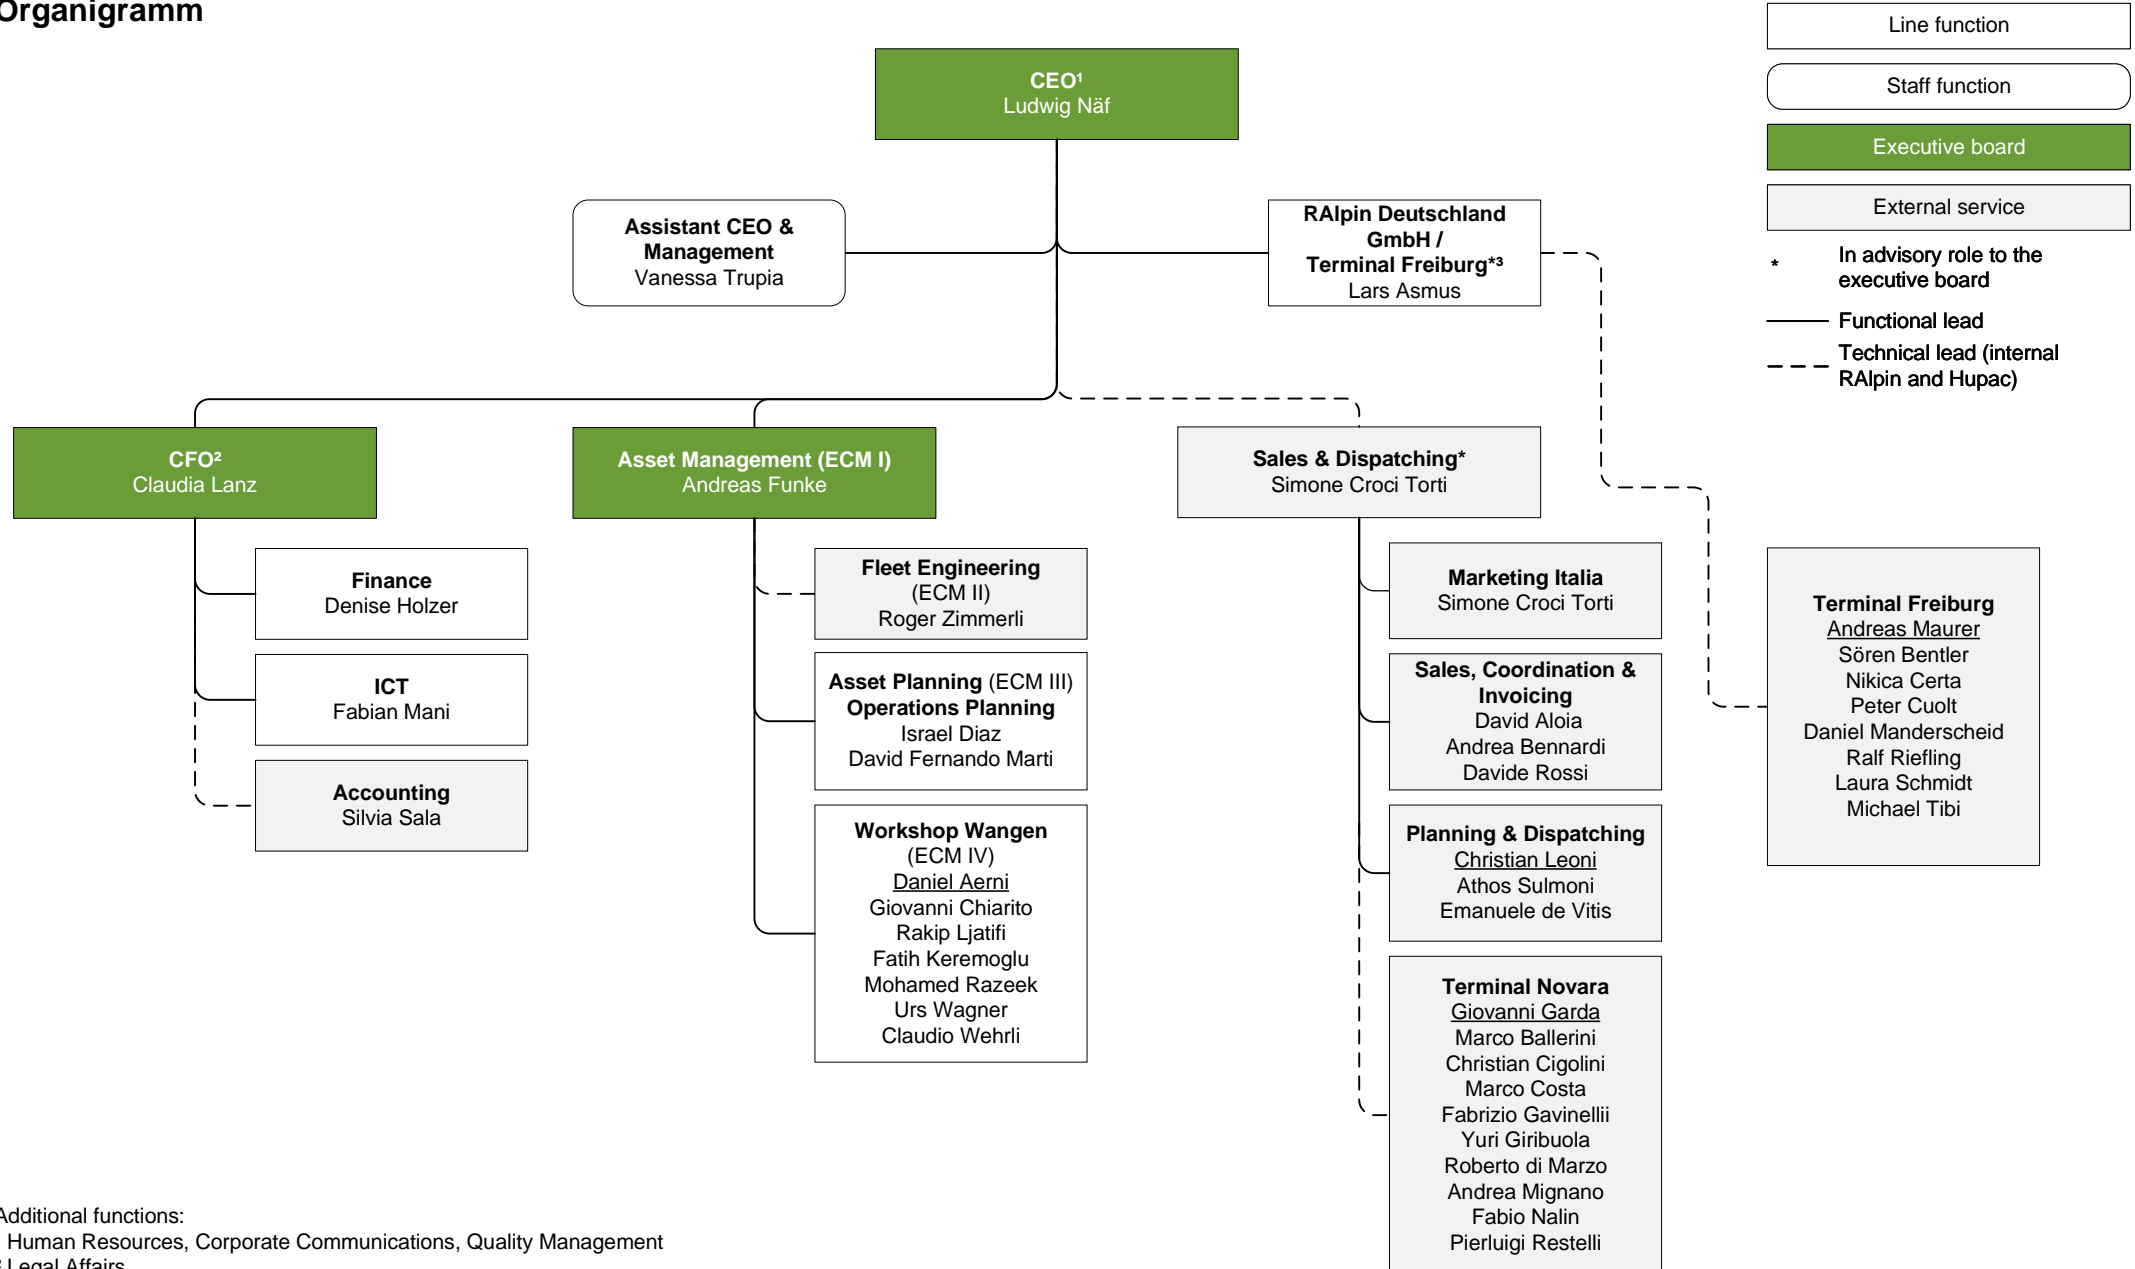 Organigramm
Line function
Staff function
Executive board
External service
* In advisory role to the
executive board
Functional lead
Technical lead (internal
RAlpin and Hupac)
CEO¹
Ludwig Näf
Assistant CEO &
Management
Vanessa Trupia
RAlpin Deutschland
GmbH /
Terminal Freiburg*³
Lars Asmus
CFO²
Claudia Lanz
Asset Management (ECM I)
Andreas Funke
Sales & Dispatching*
Simone Croci Torti
Finance
Denise Holzer
ICT
Fabian Mani
Accounting
Silvia Sala
Fleet Engineering
(ECM II)
Roger Zimmerli
Asset Planning (ECM III)
Operations Planning
Israel Diaz
David Fernando Marti
Workshop Wangen
(ECM IV)
Daniel Aerni
Giovanni Chiarito
Rakip Ljatifi
Fatih Keremoglu
Mohamed Razeek
Urs Wagner
Claudio Wehrli
Marketing Italia
Simone Croci Torti
Sales, Coordination &
Invoicing
David Aloia
Andrea Bennardi
Davide Rossi
Planning & Dispatching
Christian Leoni
Athos Sulmoni
Emanuele de Vitis
Terminal Novara
Giovanni Garda
Marco Ballerini
Christian Cigolini
Marco Costa
Fabrizio Gavinellii
Yuri Giribuola
Roberto di Marzo
Andrea Mignano
Fabio Nalin
Pierluigi Restelli
Terminal Freiburg
Andreas Maurer
Sören Bentler
Nikica Certa
Peter Cuolt
Daniel Manderscheid
Ralf Riefling
Laura Schmidt
Michael Tibi
Additional functions:
Human Resources, Corporate Communications, Quality Management
² Legal Affairs